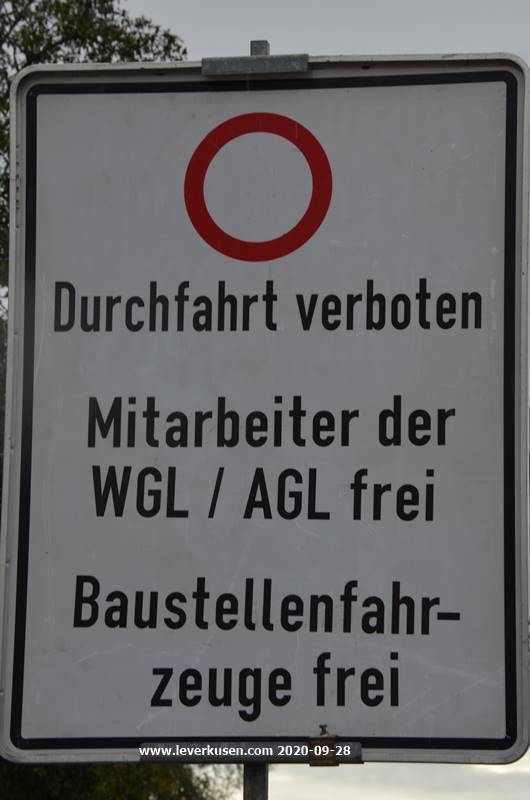 Durchfahrt verboten
Mitarbeiter der
WGL / AGL frei
Baustellenfahr-
zeuge frei
www.leverkusen.com 2020-09-28